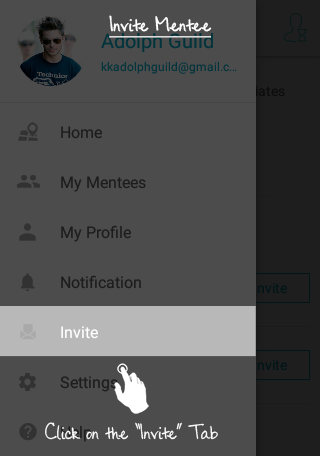 Invite Mentee
Adolph Guild
kkadolphguild@gmail.c...
Home
My Mentees
My Profile
Notification
Invite
Invite
Invite
Settings
Click on the "Invite" Tab